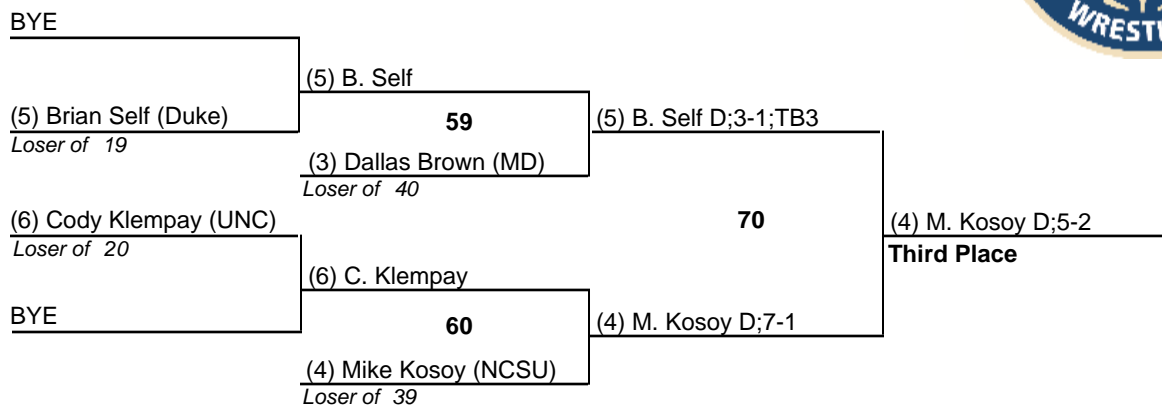 BYE
(5) B. Self
(5) Brian Self (Duke)
Loser of 19
59
(5) B. Self D;3-1;TB3
(3) Dallas Brown (MD)
Loser of 40
(6) Cody Klempay (UNC)
Loser of 20
70
(4) M. Kosoy D;5-2
Third Place
(6) C. Klempay
BYE
60
(4) M. Kosoy D;7-1
(4) Mike Kosoy (NCSU)
Loser of 39